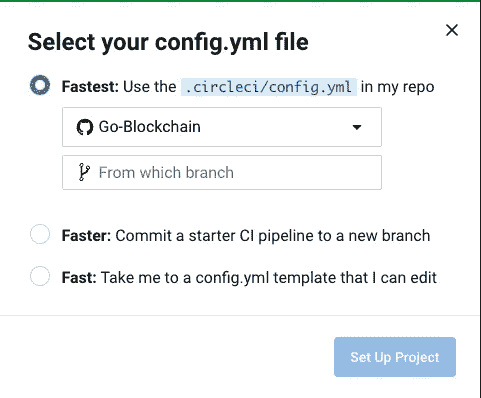 Select your config.yml file
Fastest: Use the .circleci/config.yml in my repo
Go-Blockchain
From which branch
Faster: Commit a starter CI pipeline to a new branch
Fast: Take me to a config.yml template that I can edit
Set Up Project